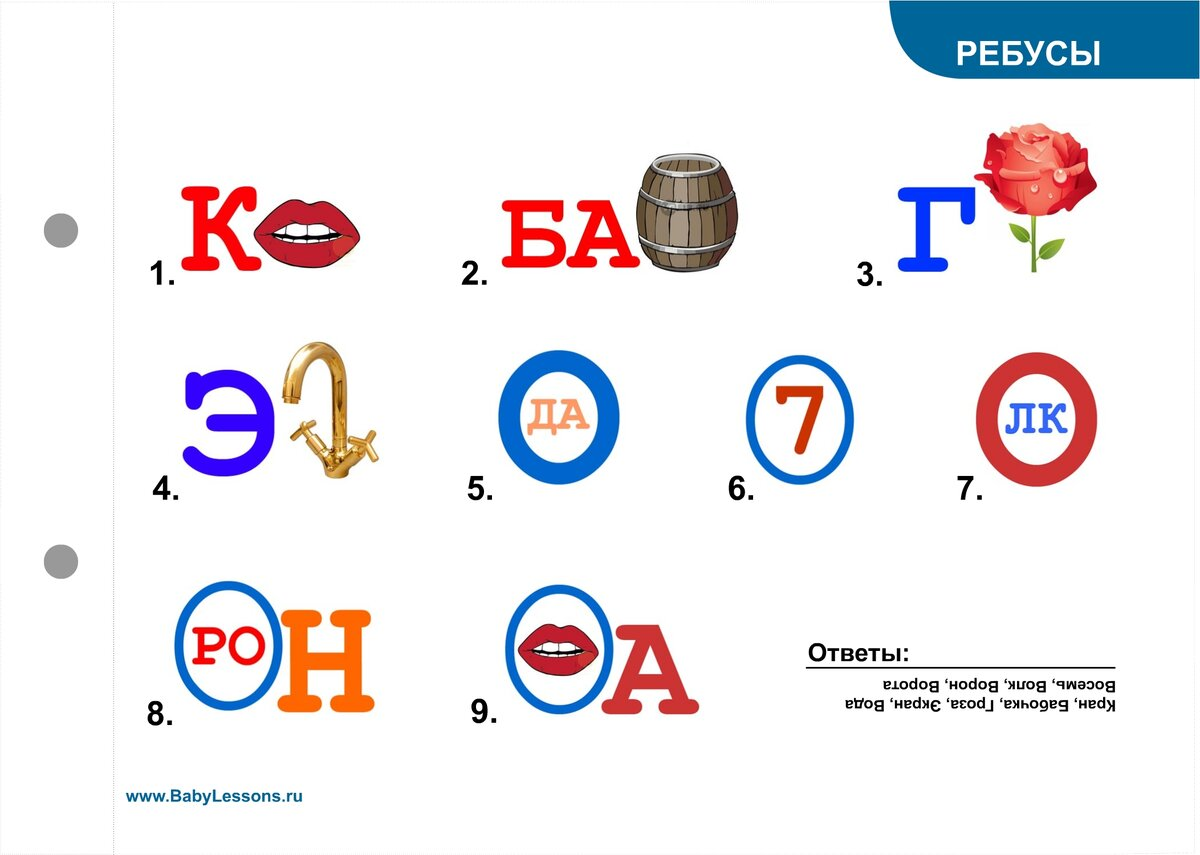 РЕБУСЫ
1. К
2. БА
3. Г
4. Э
5. О ДА
6. О 7
7. О ЛК
8. О РО Н
9. О А
Ответы:
Кран, Бабочка, Гроза, Экран, Вода
Восемь, Волк, Ворон, Ворота
www.BabyLessons.ru